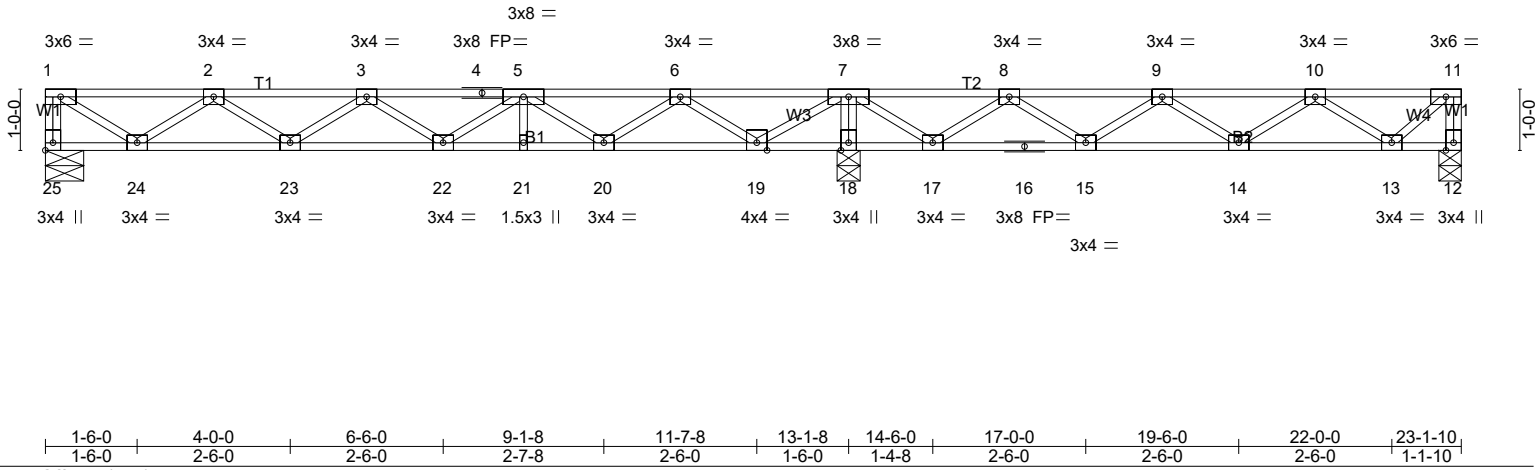 3x8 =
3x6 = 3x4 = 3x4 = 3x8 FP= 3x4 = 3x8 = 3x4 = 3x4 = 3x4 = 3x6 =
1 2 3 4 5 6 7 8 9 10 11
T1 T2
1-0-0 W1 W3 W4 W1 1-0-0
B1 B2
25 24 23 22 21 20 19 18 17 16 15 14 13 12
3x4 || 3x4 = 3x4 = 3x4 = 1.5x3 || 3x4 = 4x4 = 3x4 || 3x4 = 3x8 FP= 3x4 = 3x4 = 3x4 ||
3x4 =
1-6-0 4-0-0 6-6-0 9-1-8 11-7-8 13-1-8 14-6-0 17-0-0 19-6-0 22-0-0 23-1-10
1-6-0 2-6-0 2-6-0 2-7-8 2-6-0 1-6-0 1-4-8 2-6-0 2-6-0 2-6-0 1-1-10